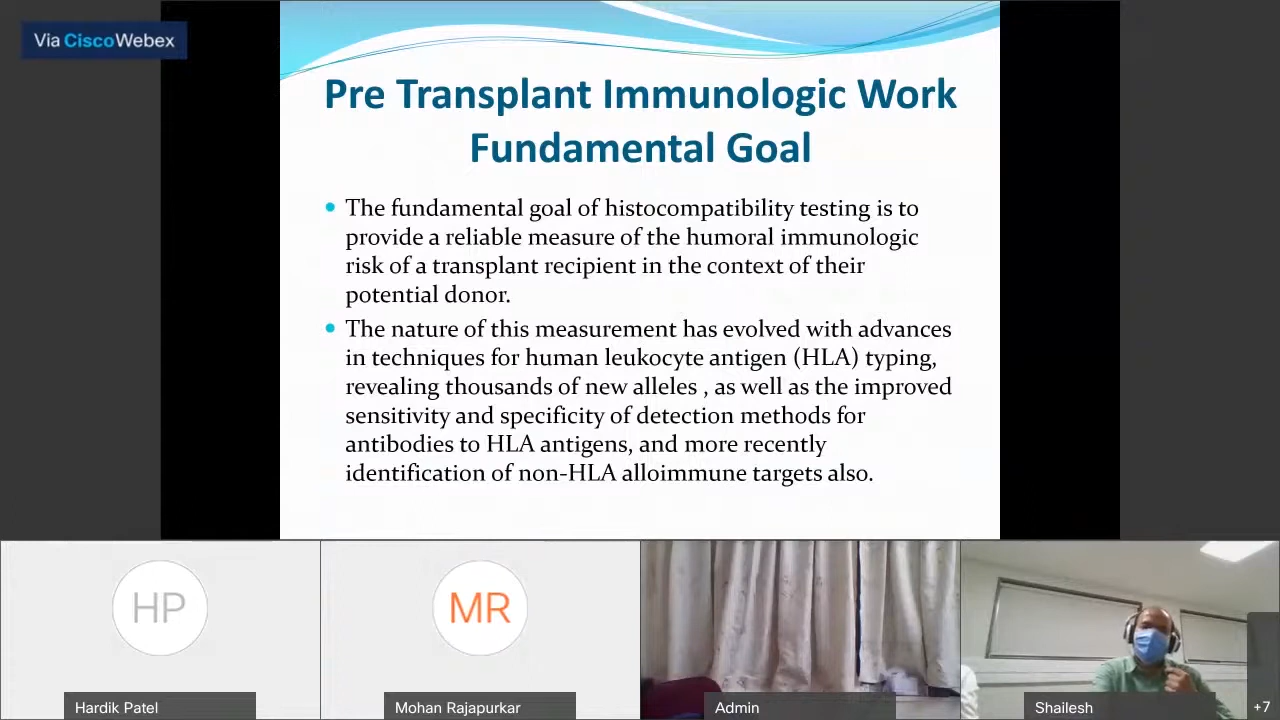 Via CiscoWebex
Pre Transplant Immunologic Work
Fundamental Goal
• The fundamental goal of histocompatibility testing is to
provide a reliable measure of the humoral immunologic
risk of a transplant recipient in the context of their
potential donor.
• The nature of this measurement has evolved with advances
in techniques for human leukocyte antigen (HLA) typing,
revealing thousands of new alleles , as well as the improved
sensitivity and specificity of detection methods for
antibodies to HLA antigens, and more recently
identification of non-HLA alloimmune targets also.
HP
MR
Hardik Patel
Mohan Rajapurkar
Admin
Shailesh
+7